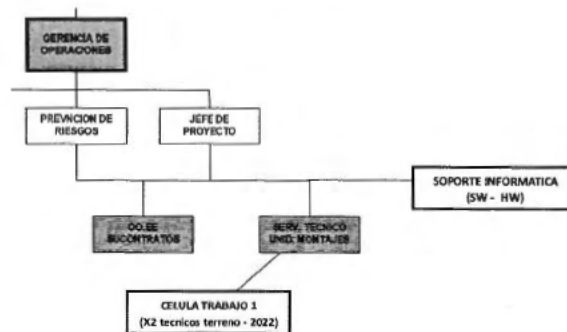 GERENCIA DE
OPERACIONES
PREVNCION DE
RIESGOS
JEFE DE
PROYECTO
SOPORTE INFORMATICA
(SW - HW)
OO.EE
SUCONTRATOS
SERV. TECNICO
UNID. MONTAJES
CELULA TRABAJO 1
(X2 tecnicos terreno - 2022)